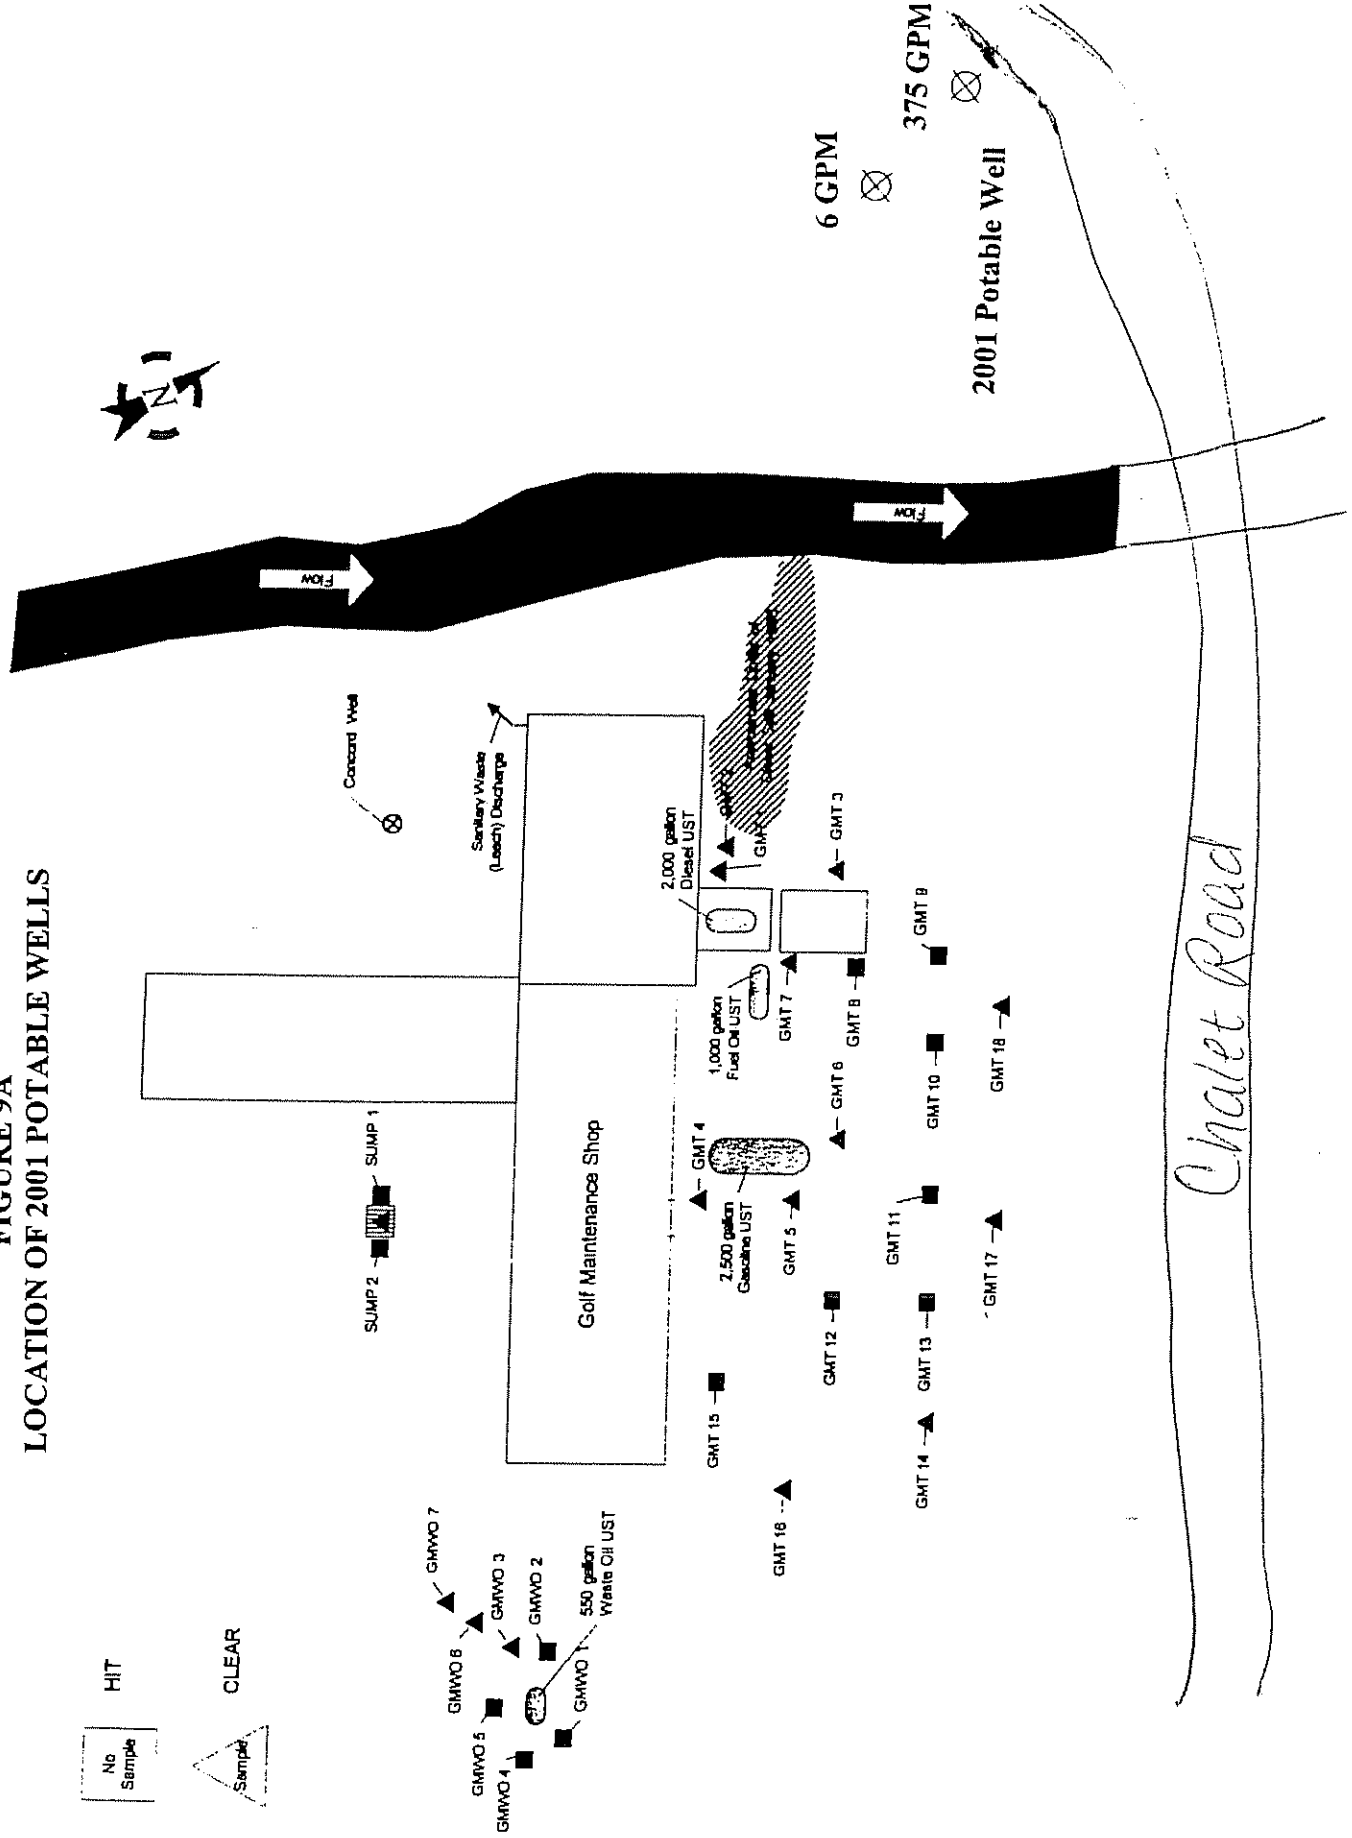 FIGURE 9A
LOCATION OF 2001 POTABLE WELLS
No
Sample
HIT
Sample
CLEAR
N
Flow
Flow
6 GPM
375 GPM
2001 Potable Well
Concord Well
Sanitary Waste
(Leach) Discharge
SUMP 1
SUMP 2
Golf Maintenance Shop
2,000 gallon
Diesel UST
1,000 gallon
Fuel Oil UST
2,500 gallon
Gasoline UST
550 gallon
Waste Oil UST
GMWO 7
GMWO 6
GMWO 3
GMWO 2
GMWO 5
GMWO 4
GMWO 1
GMT 3
GMT 4
GMT 5
GMT 6
GMT 7
GMT 8
GMT 9
GMT 10
GMT 11
GMT 12
GMT 13
GMT 14
GMT 15
GMT 16
GMT 17
GMT 18
Chalet Road